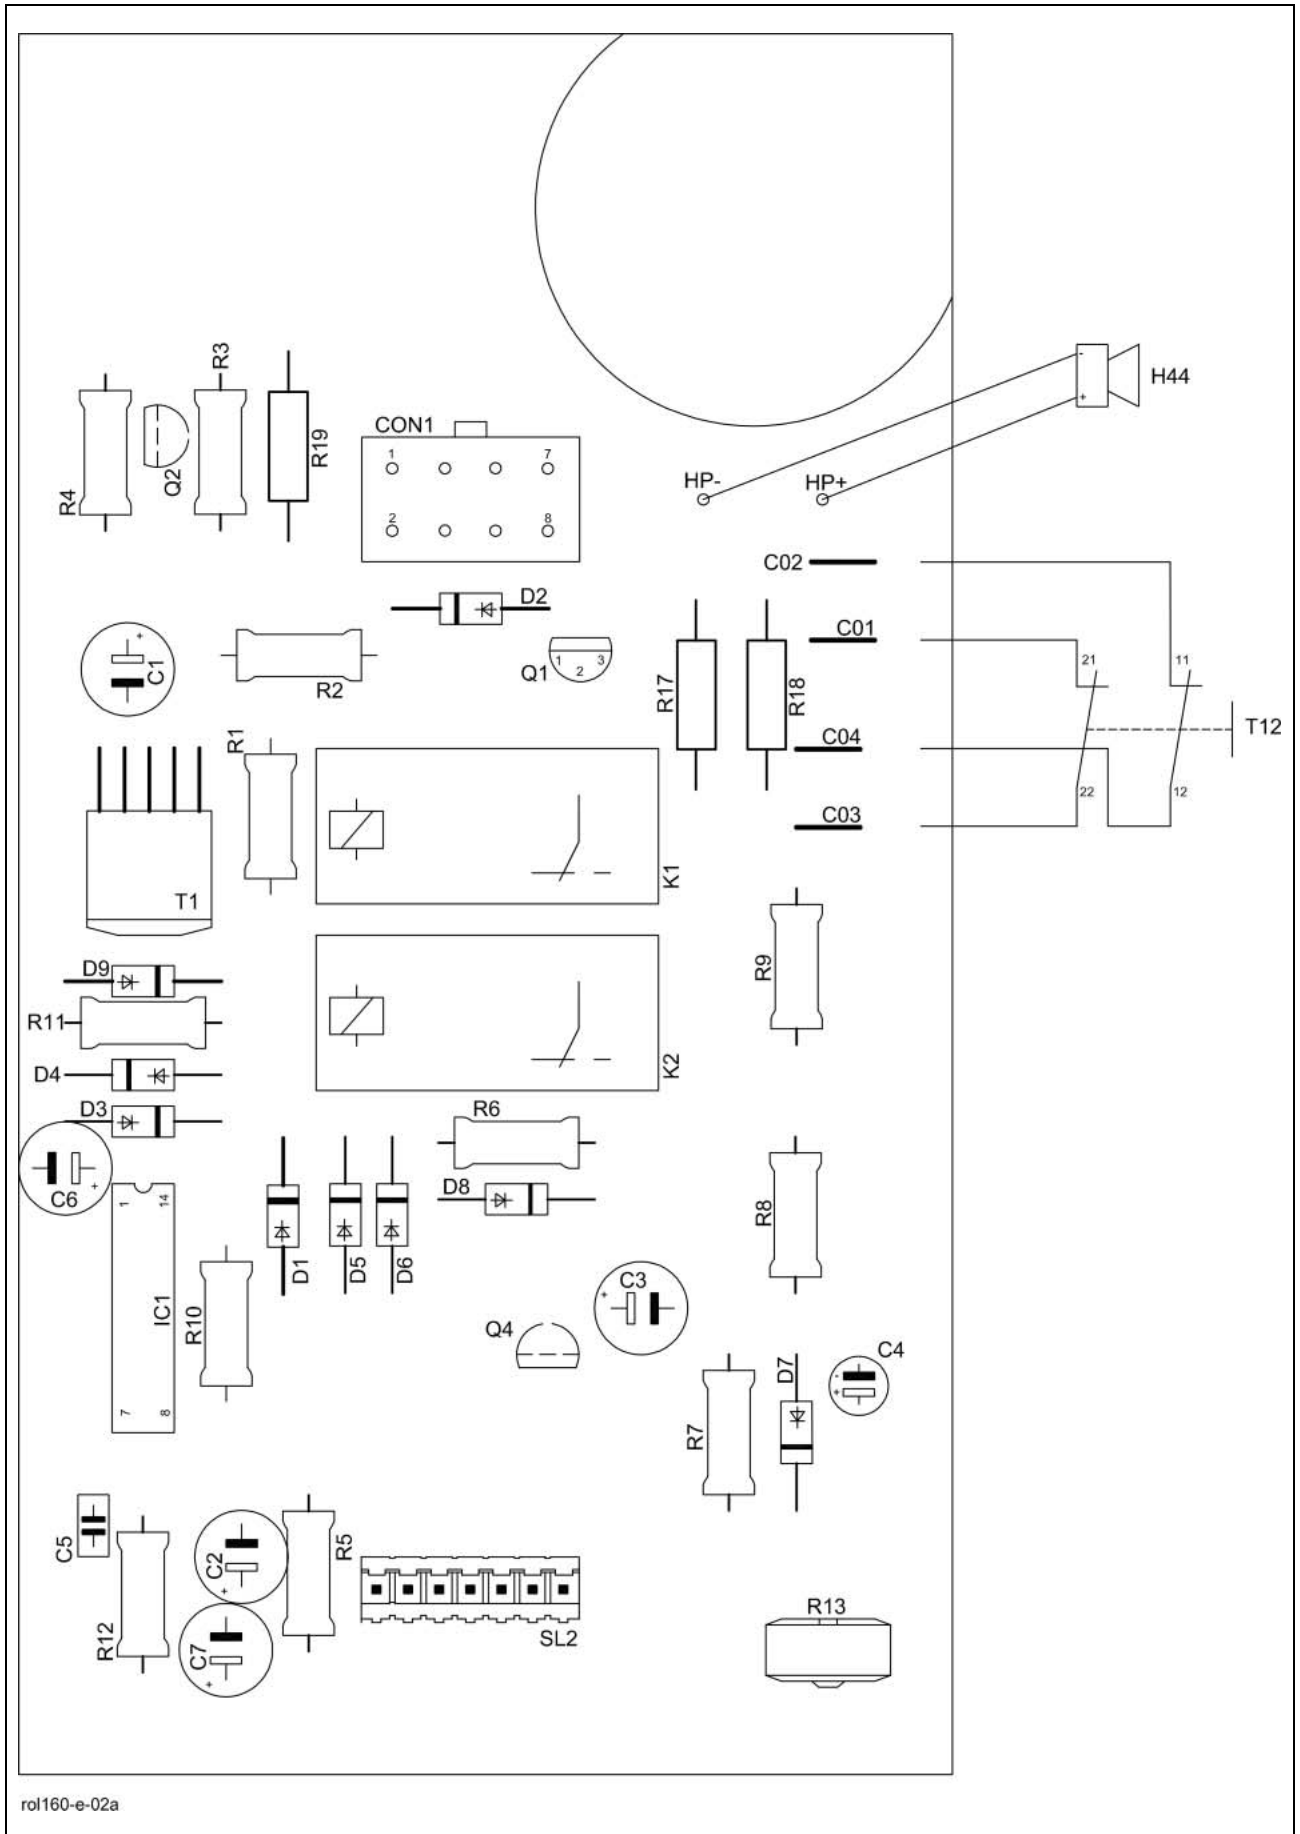 H44
-
+
R3
R4
Q2
R19
CON1
1
7
2
8
HP-
HP+
C02
D2
C01
+
C1
R2
1
2
3
Q1
R17
R18
21
11
T12
C04
22
12
C03
R1
T1
K1
D9
R11
R9
D4
K2
D3
R6
C6
+
1
14
D8
R8
D1
D5
D6
IC1
R10
C3
+
Q4
C4
-
+
D7
7
8
R7
C5
R12
C2
+
R5
C7
+
SL2
R13
rol160-e-02a